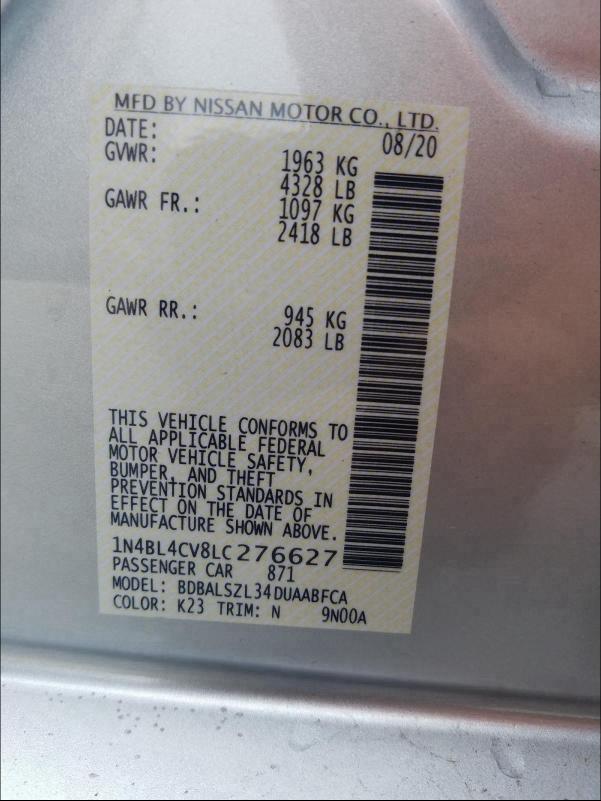 MFD BY NISSAN MOTOR CO., LTD.
DATE: 08/20
GVWR: 1963 KG
4328 LB
GAWR FR.: 1097 KG
2418 LB
GAWR RR.: 945 KG
2083 LB
THIS VEHICLE CONFORMS TO
ALL APPLICABLE FEDERAL
MOTOR VEHICLE SAFETY,
BUMPER, AND THEFT
PREVENTION STANDARDS IN
EFFECT ON THE DATE OF
MANUFACTURE SHOWN ABOVE.
1N4BL4CV8LC276627
PASSENGER CAR 871
MODEL: BDBALSZL34DUAABFCA
COLOR: K23 TRIM: N 9N00A